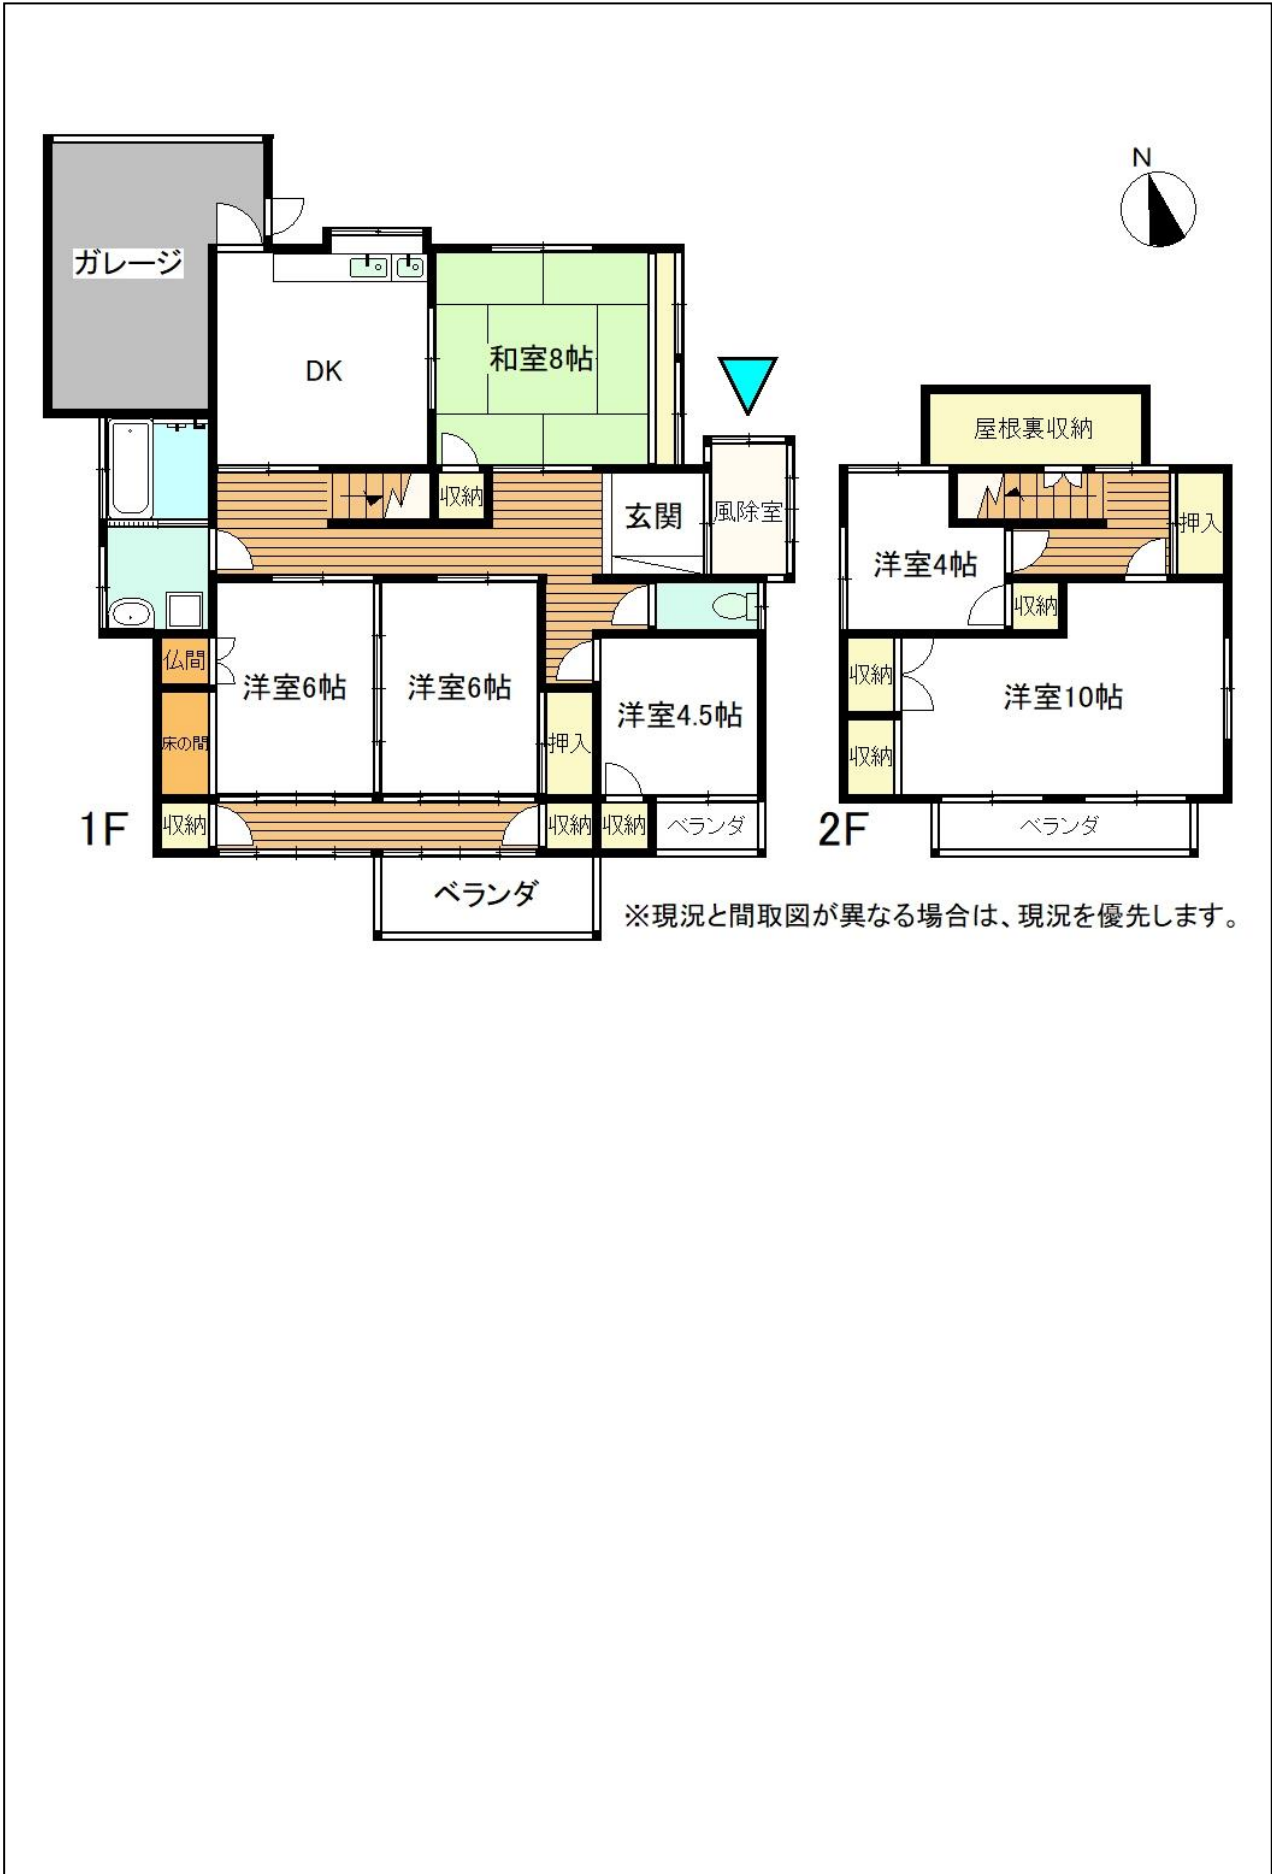 N
ガレージ
DK
和室8帖
収納
玄関
風除室
仏間
床の間
洋室6帖
洋室6帖
押入
洋室4.5帖
収納
収納
収納
ベランダ
ベランダ
1F
屋根裏収納
押入
洋室4帖
収納
収納
収納
洋室10帖
ベランダ
2F
※現況と間取図が異なる場合は、現況を優先します。